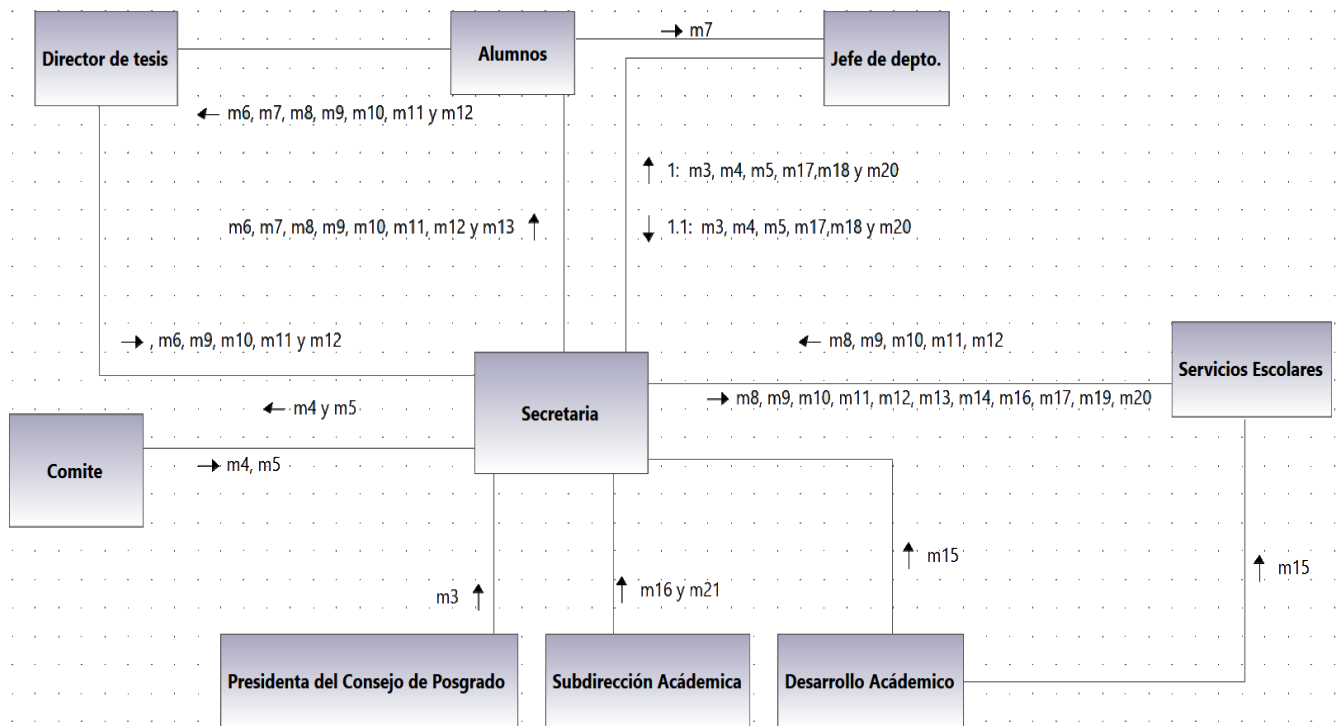 Director de tesis
Alumnos
m7
Jefe de depto.
m6, m7, m8, m9, m10, m11 y m12
1: m3, m4, m5, m17,m18 y m20
m6, m7, m8, m9, m10, m11, m12 y m13
1.1: m3, m4, m5, m17,m18 y m20
, m6, m9, m10, m11 y m12
m8, m9, m10, m11, m12
Servicios Escolares
m8, m9, m10, m11, m12, m13, m14, m16, m17, m19, m20
Secretaria
m4 y m5
Comite
m4, m5
m3
m16 y m21
m15
m15
Presidenta del Consejo de Posgrado
Subdirección Acádemica
Desarrollo Acádemico